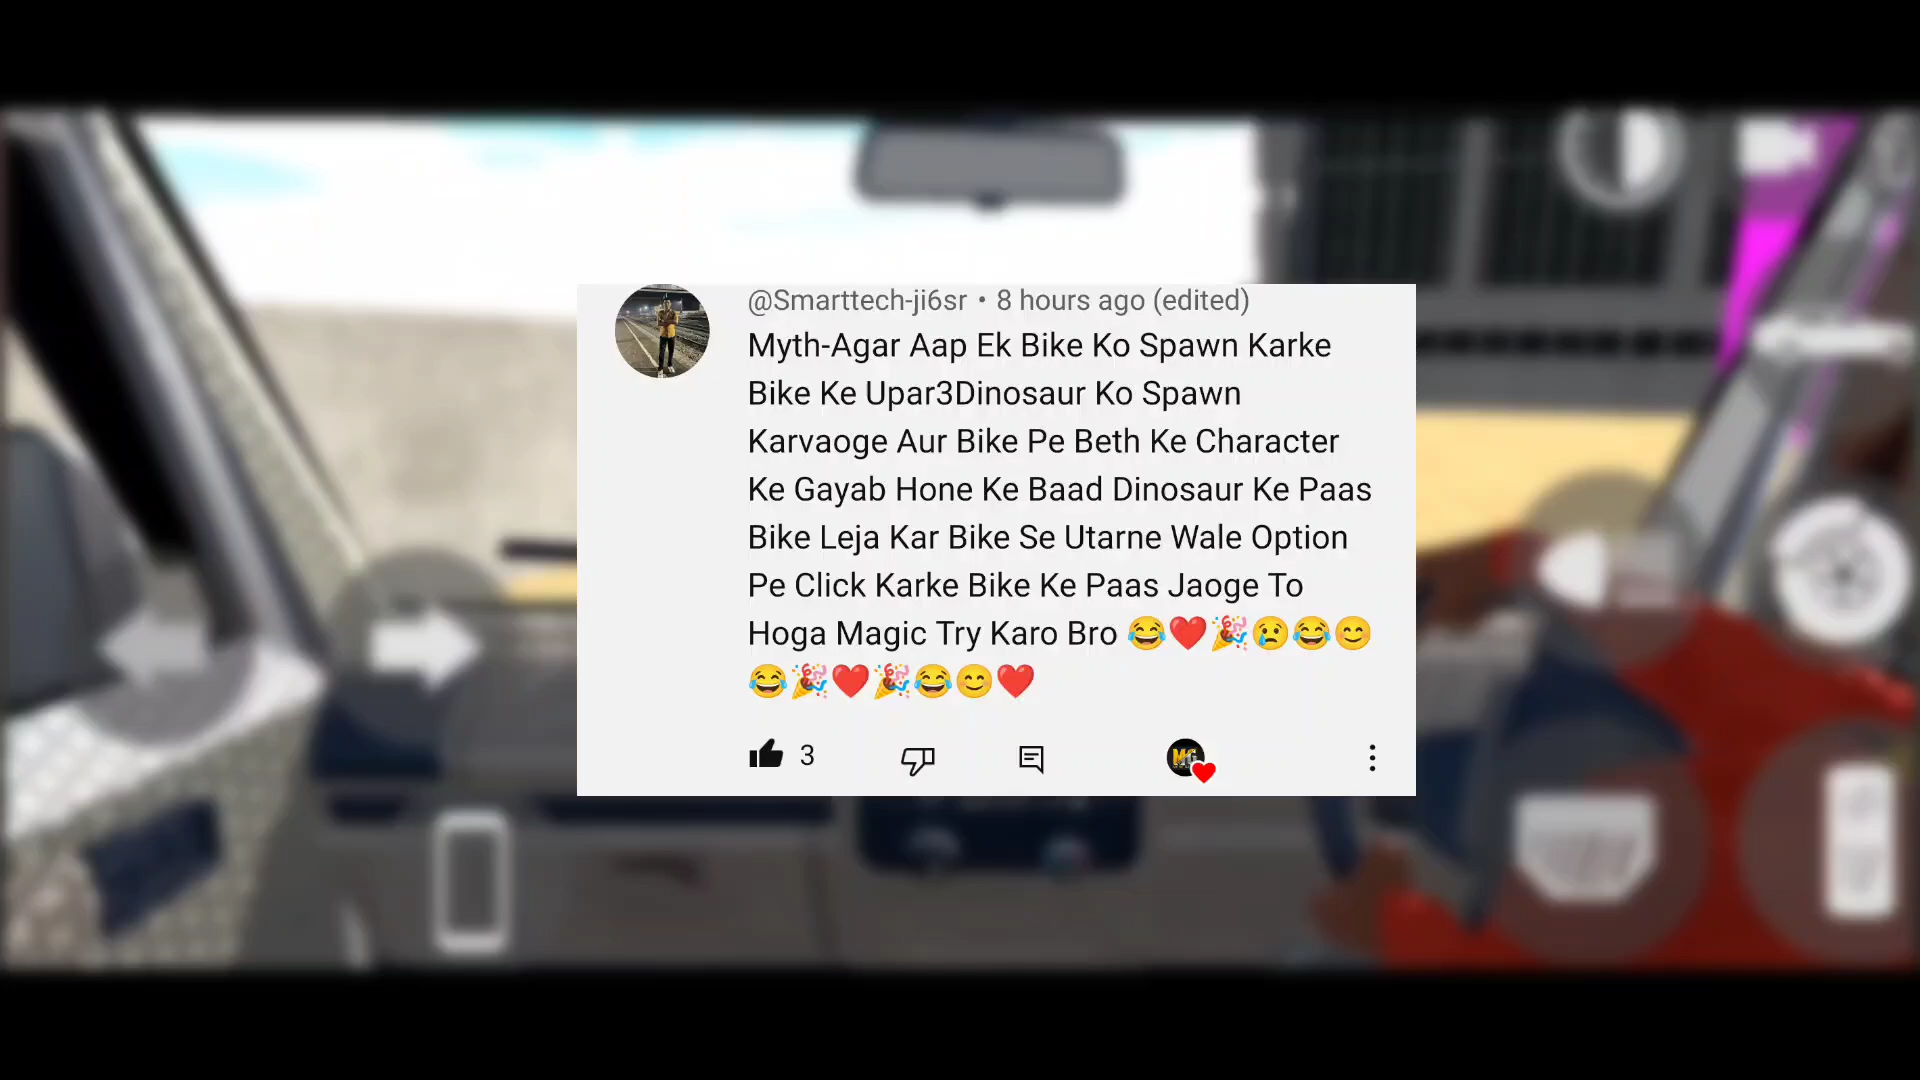 @Smarttech-ji6sr • 8 hours ago (edited)
Myth-Agar Aap Ek Bike Ko Spawn Karke
Bike Ke Upar3Dinosaur Ko Spawn
Karvaoge Aur Bike Pe Beth Ke Character
Ke Gayab Hone Ke Baad Dinosaur Ke Paas
Bike Leja Kar Bike Se Utarne Wale Option
Pe Click Karke Bike Ke Paas Jaoge To
Hoga Magic Try Karo Bro 😂❤️🎉😢😂😊
😂🎉❤️🎉😂😊❤️
3
MG